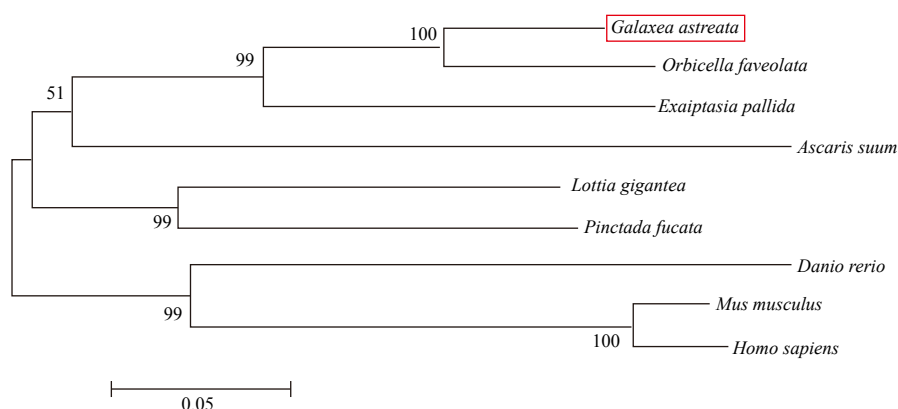 100
Galaxea astreata
99
Orbicella faveolata
51
Exaiptasia pallida
Ascaris suum
Lottia gigantea
99
Pinctada fucata
Danio rerio
99
Mus musculus
100
Homo sapiens
0.05